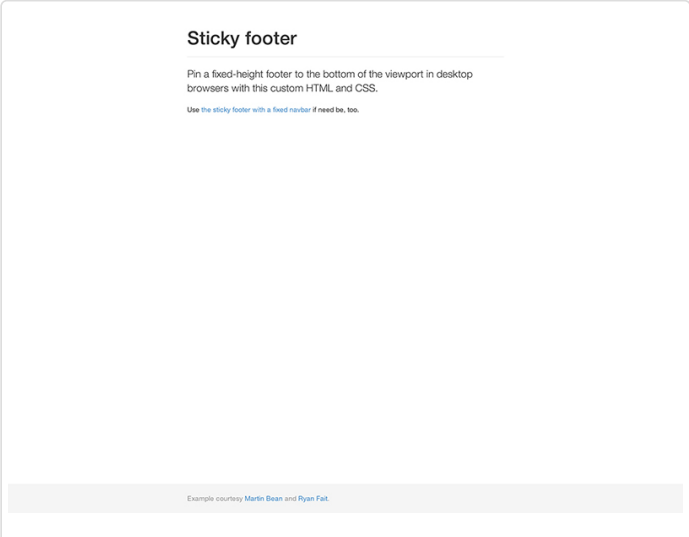 Sticky footer
Pin a fixed-height footer to the bottom of the viewport in desktop
browsers with this custom HTML and CSS.
Use the sticky footer with a fixed navbar if need be, too.
Example courtesy Martin Bean and Ryan Fait.